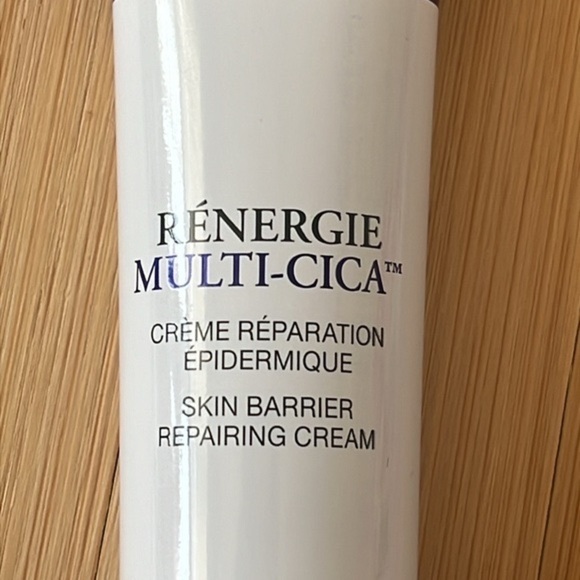 RÉNERGIE
MULTI-CICA™
CRÈME RÉPARATION
ÉPIDERMIQUE
SKIN BARRIER
REPAIRING CREAM